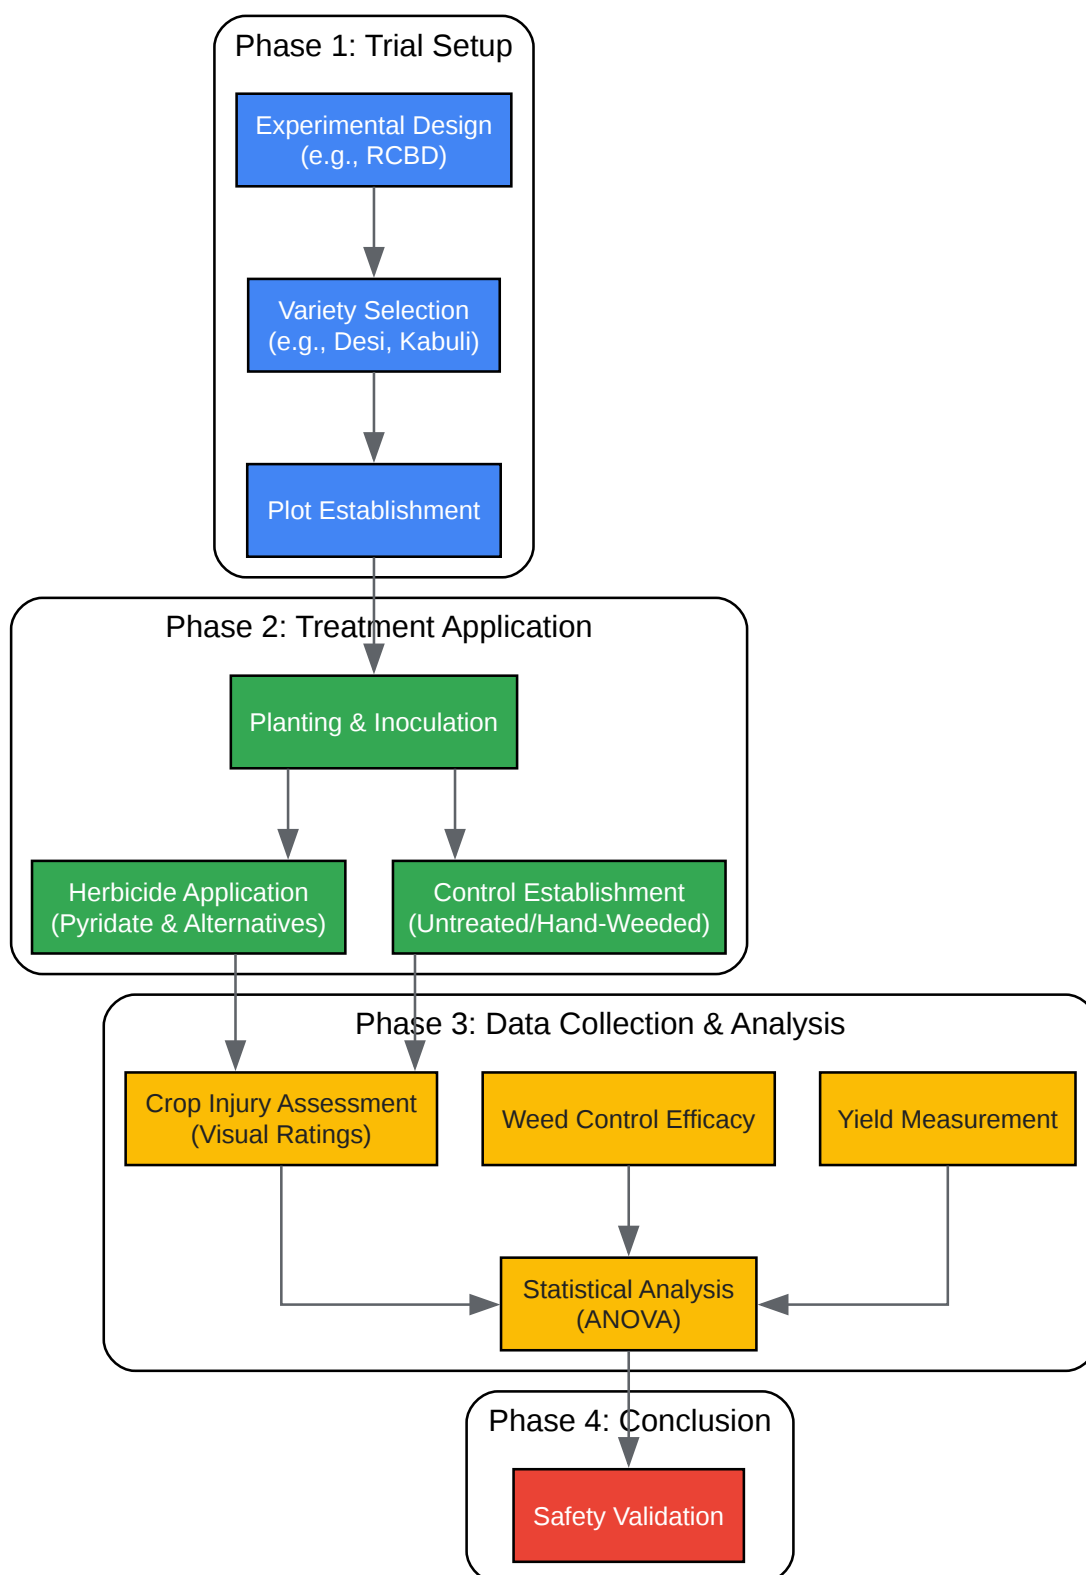 Phase 1: Trial Setup
Experimental Design
(e.g., RCBD)
Variety Selection
(e.g., Desi, Kabuli)
Plot Establishment
Phase 2: Treatment Application
Planting & Inoculation
Herbicide Application
(Pyridate & Alternatives)
Control Establishment
(Untreated/Hand-Weeded)
Phase 3: Data Collection & Analysis
Crop Injury Assessment
(Visual Ratings)
Weed Control Efficacy
Yield Measurement
Statistical Analysis
(ANOVA)
Phase 4: Conclusion
Safety Validation